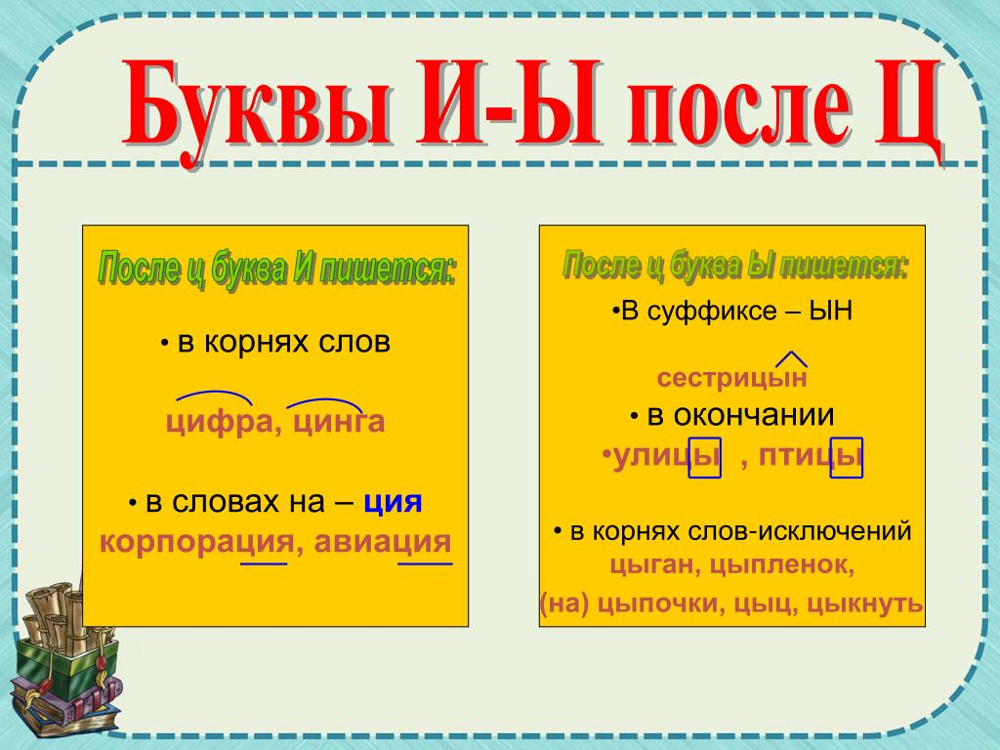 Буквы И-Ы после Ц
После ц буква И пишется:
• в корнях слов
цифра, цинга
• в словах на – ция
корпорация, авиация
После ц буква Ы пишется:
•В суффиксе – ЫН
сестрицын
• в окончании
•улицы , птицы
• в корнях слов-исключений
цыган, цыпленок,
(на) цыпочки, цыц, цыкнуть